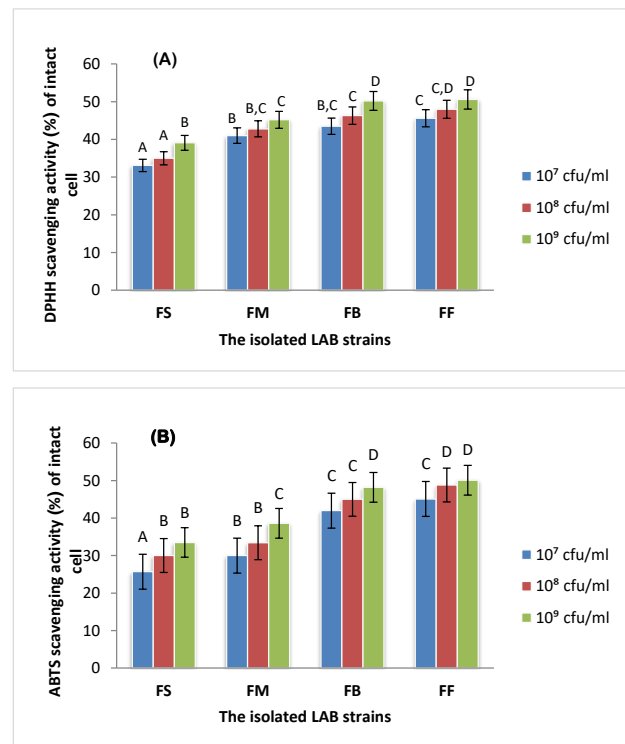 (A)
DPHH scavenging activity (%) of intact
cell
60
50
40
30
20
10
0
A A B
B B,C C
B,C C D
C C,D D
FS FM FB FF
The isolated LAB strains
10⁷ cfu/ml
10⁸ cfu/ml
10⁹ cfu/ml
(B)
ABTS scavenging activity (%) of intact
cell
60
50
40
30
20
10
0
A B B
B B C
C C D
C D D
FS FM FB FF
The isolated LAB strains
10⁷ cfu/ml
10⁸ cfu/ml
10⁹ cfu/ml